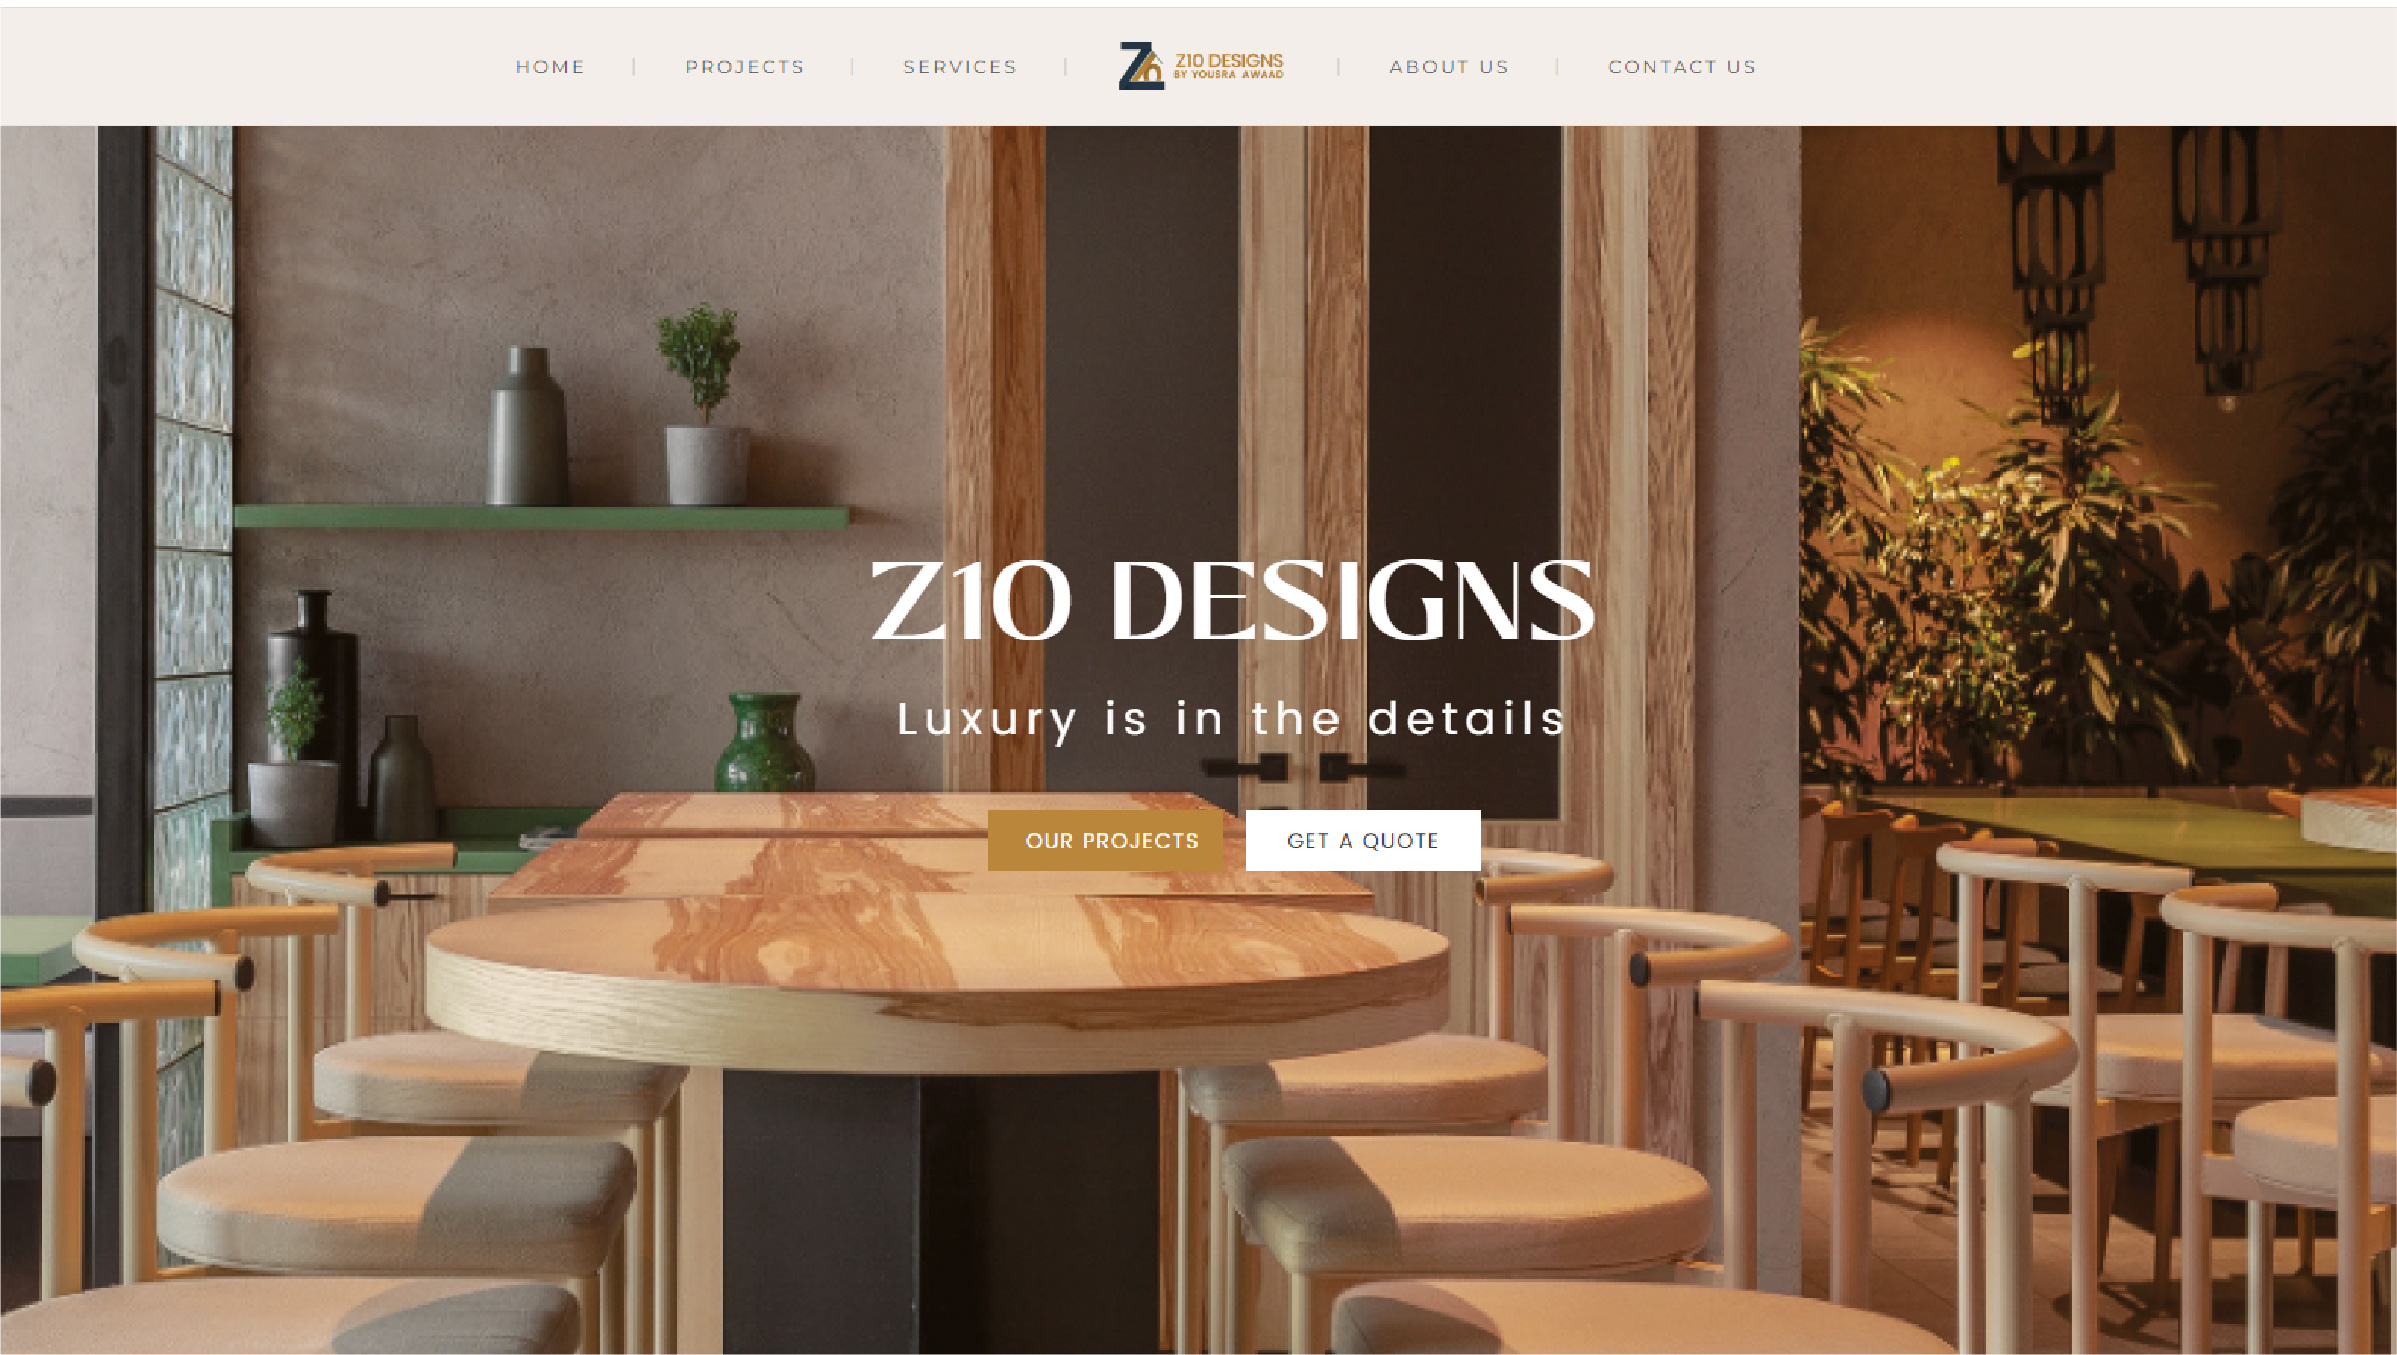 HOME | PROJECTS | SERVICES | Z10 DESIGNS | ABOUT US | CONTACT US
BY YOUSRA AWAAD
Z10 DESIGNS
Luxury is in the details
OUR PROJECTS
GET A QUOTE